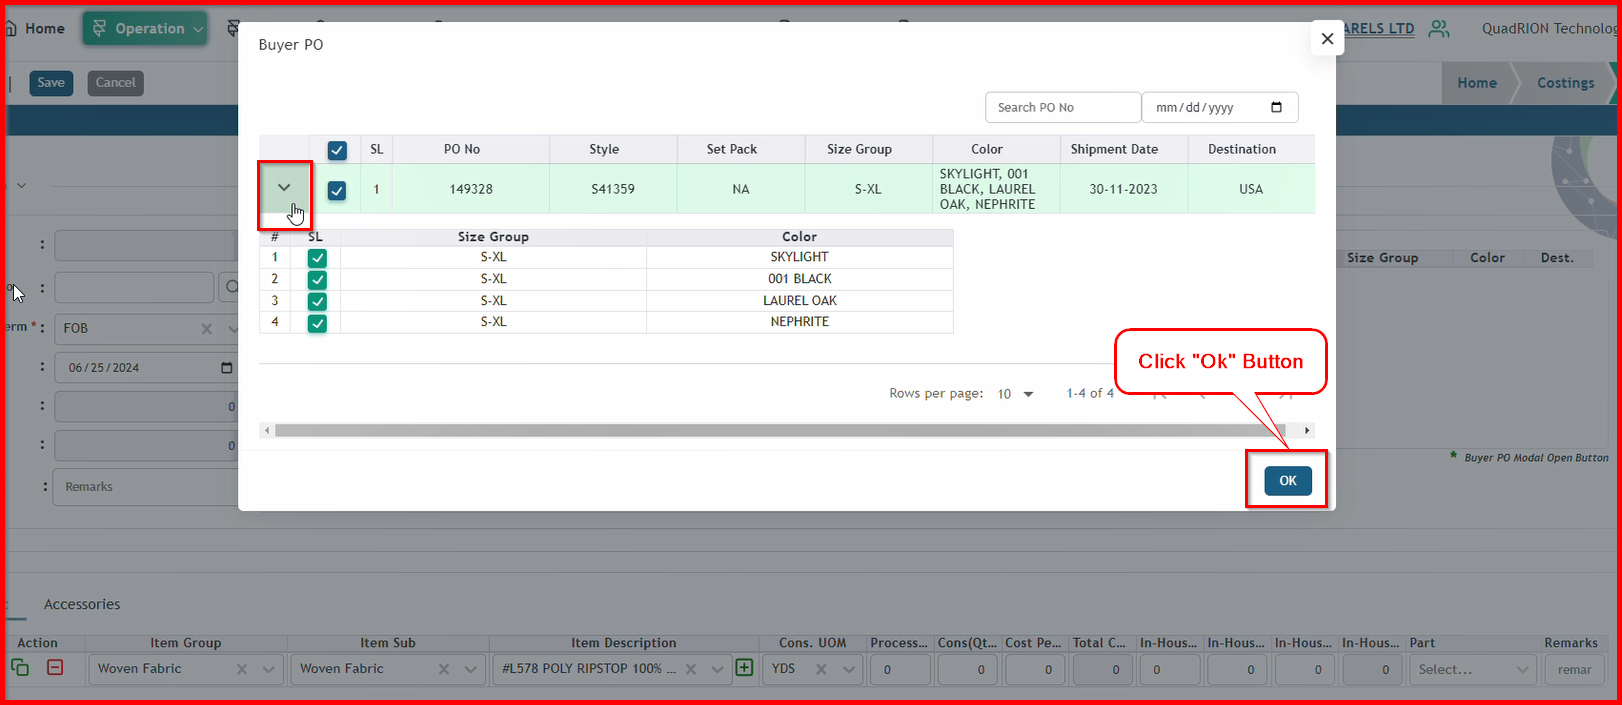 Home
Operation
ARELS LTD
QuadRION Technolog
Save
Cancel
Home
Costings
Buyer PO
Search PO No
mm/dd/yyyy
SL PO No Style Set Pack Size Group Color Shipment Date Destination
1 149328 S41359 NA S-XL SKYLIGHT, 001 30-11-2023 USA
BLACK, LAUREL
OAK, NEPHRITE
# SL Size Group Color
1 S-XL SKYLIGHT
2 S-XL 001 BLACK
3 S-XL LAUREL OAK
4 S-XL NEPHRITE
Size Group Color Dest.
:
:
erm * : FOB
: 06/25/2024
: 0
: 0
: Remarks
Click "Ok" Button
Rows per page: 10 1-4 of 4
* Buyer PO Modal Open Button
OK
Accessories
Action Item Group Item Sub Item Description Cons. UOM Process... Cons(Qt... Cost Pe... Total C... In-Hous... In-Hous... In-Hous... In-Hous... Part Remarks
Woven Fabric Woven Fabric #L578 POLY RIPSTOP 100% ... YDS 0 0 0 0 0 0 0 0 Select... remar